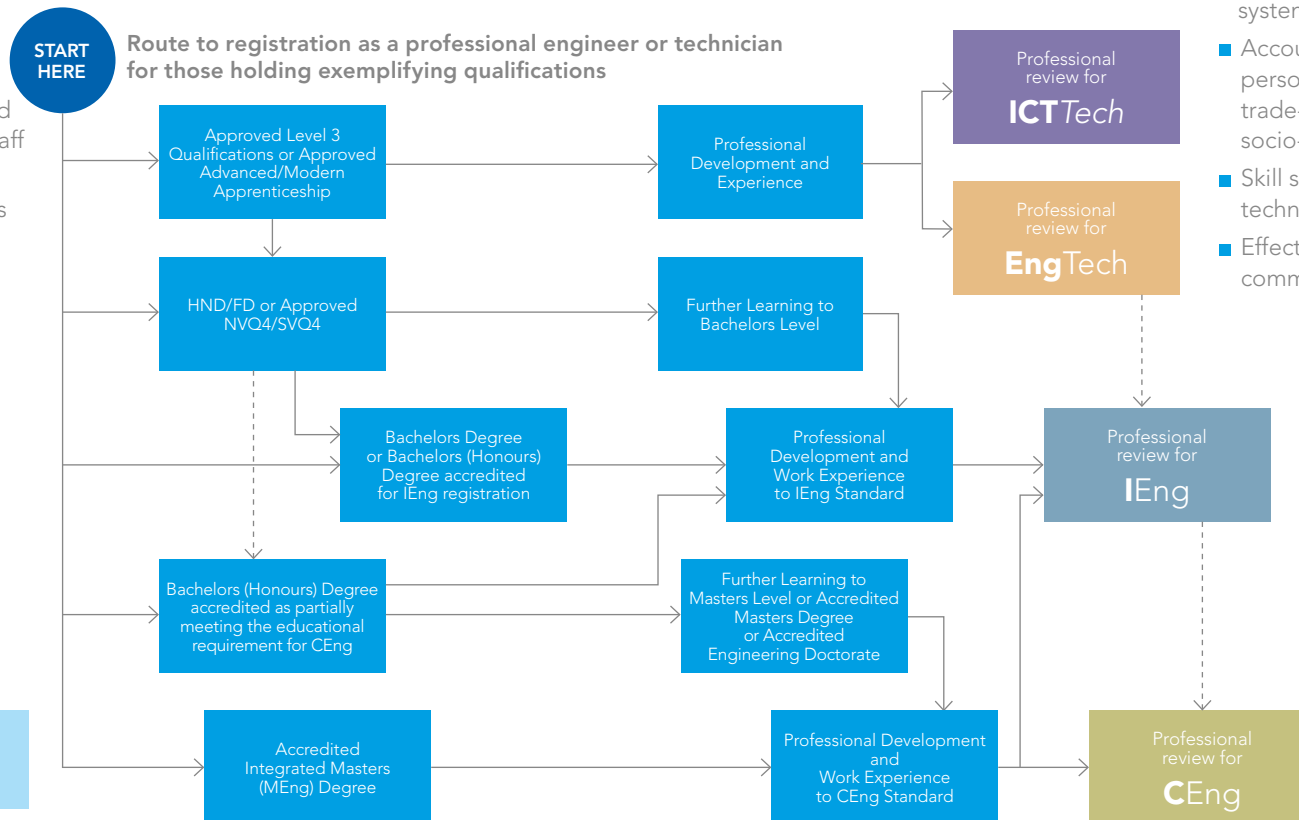 START
HERE
Route to registration as a professional engineer or technician
for those holding exemplifying qualifications
d
aff
s
Approved Level 3
Qualifications or Approved
Advanced/Modern
Apprenticeship
Professional
Development and
Experience
Professional
review for
ICTTech
Professional
review for
EngTech
HND/FD or Approved
NVQ4/SVQ4
Further Learning to
Bachelors Level
Bachelors Degree
or Bachelors (Honours)
Degree accredited
for IEng registration
Professional
Development and
Work Experience
to IEng Standard
Professional
review for
IEng
Bachelors (Honours) Degree
accredited as partially
meeting the educational
requirement for CEng
Further Learning to
Masters Level or Accredited
Masters Degree
or Accredited
Engineering Doctorate
Accredited
Integrated Masters
(MEng) Degree
Professional Development
and
Work Experience
to CEng Standard
Professional
review for
CEng
system
Accou
perso
trade-
socio-
Skill s
techn
Effect
comm